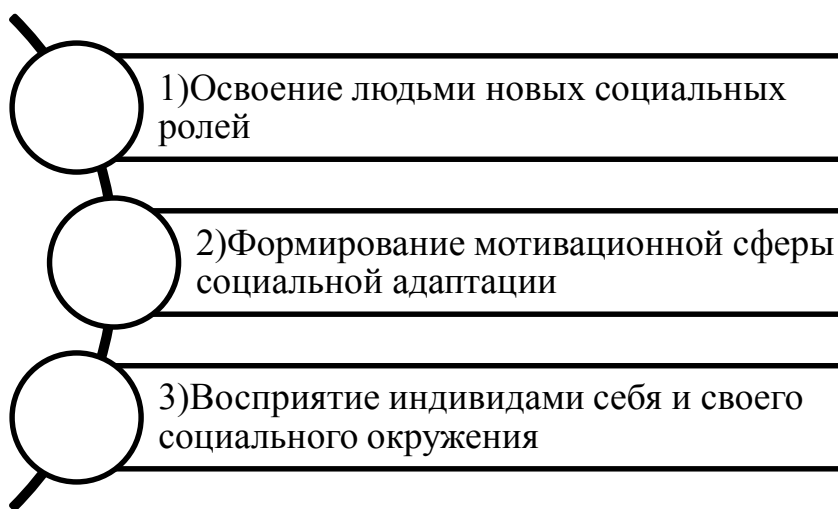 1)Освоение людьми новых социальных
ролей
2)Формирование мотивационной сферы
социальной адаптации
3)Восприятие индивидами себя и своего
социального окружения